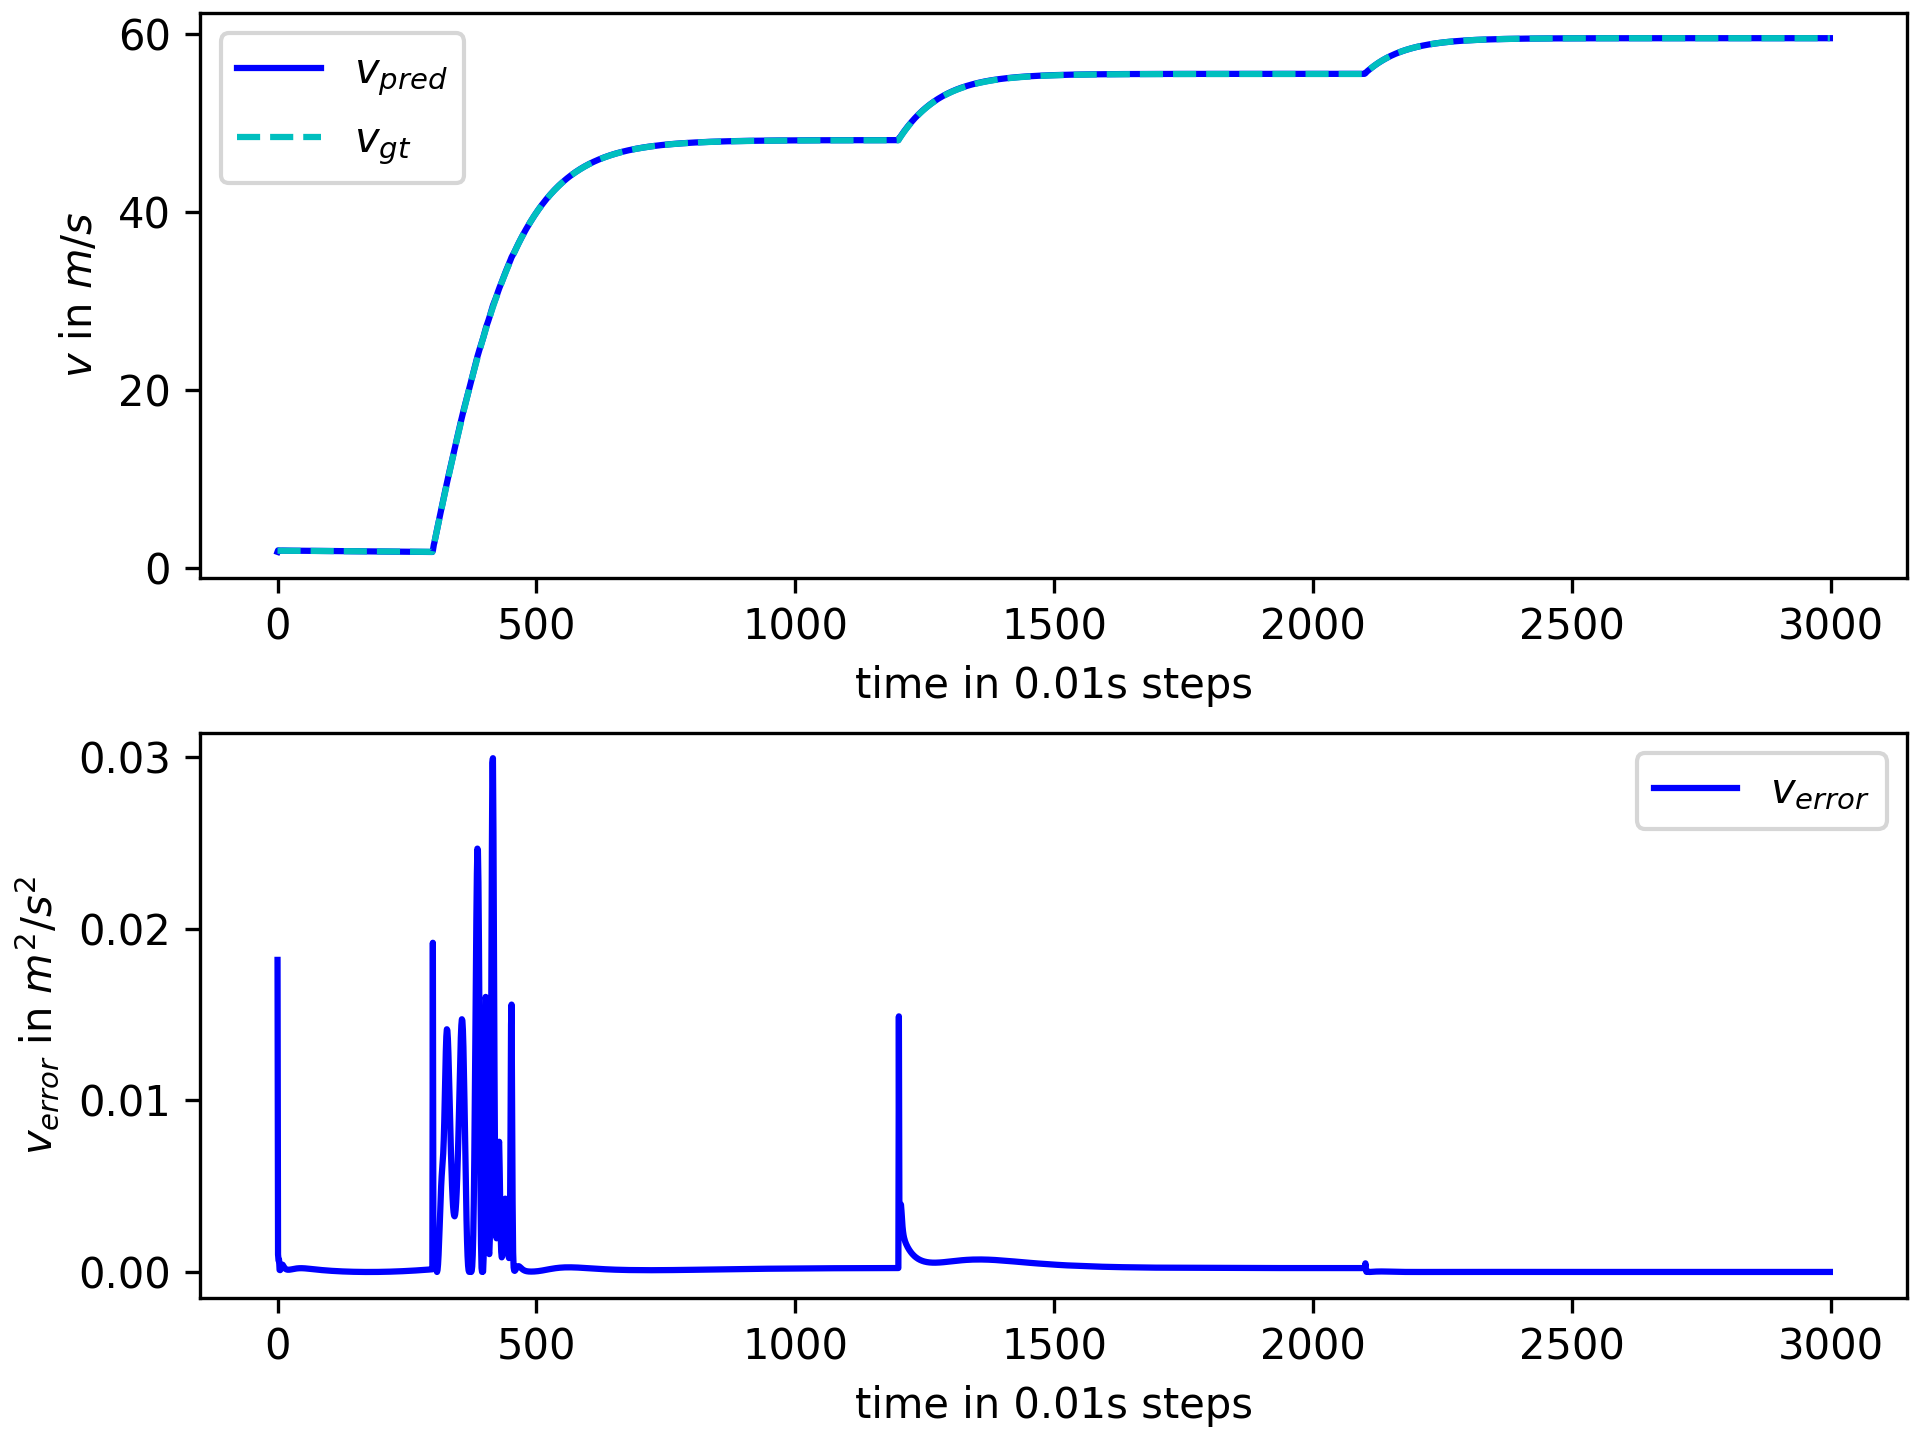 60
40
20
0
v in m/s
v_pred
v_gt
0 500 1000 1500 2000 2500 3000
time in 0.01s steps
0.03
0.02
0.01
0.00
v_error in m²/s²
v_error
0 500 1000 1500 2000 2500 3000
time in 0.01s steps